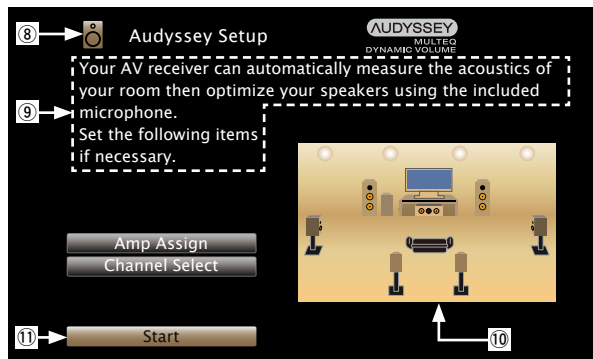 ⑧ Audyssey Setup
AUDYSSEY
MULTEQ
DYNAMIC VOLUME
Your AV receiver can automatically measure the acoustics of
your room then optimize your speakers using the included
⑨ microphone.
Set the following items
if necessary.
Amp Assign
Channel Select
⑪ Start
⑩